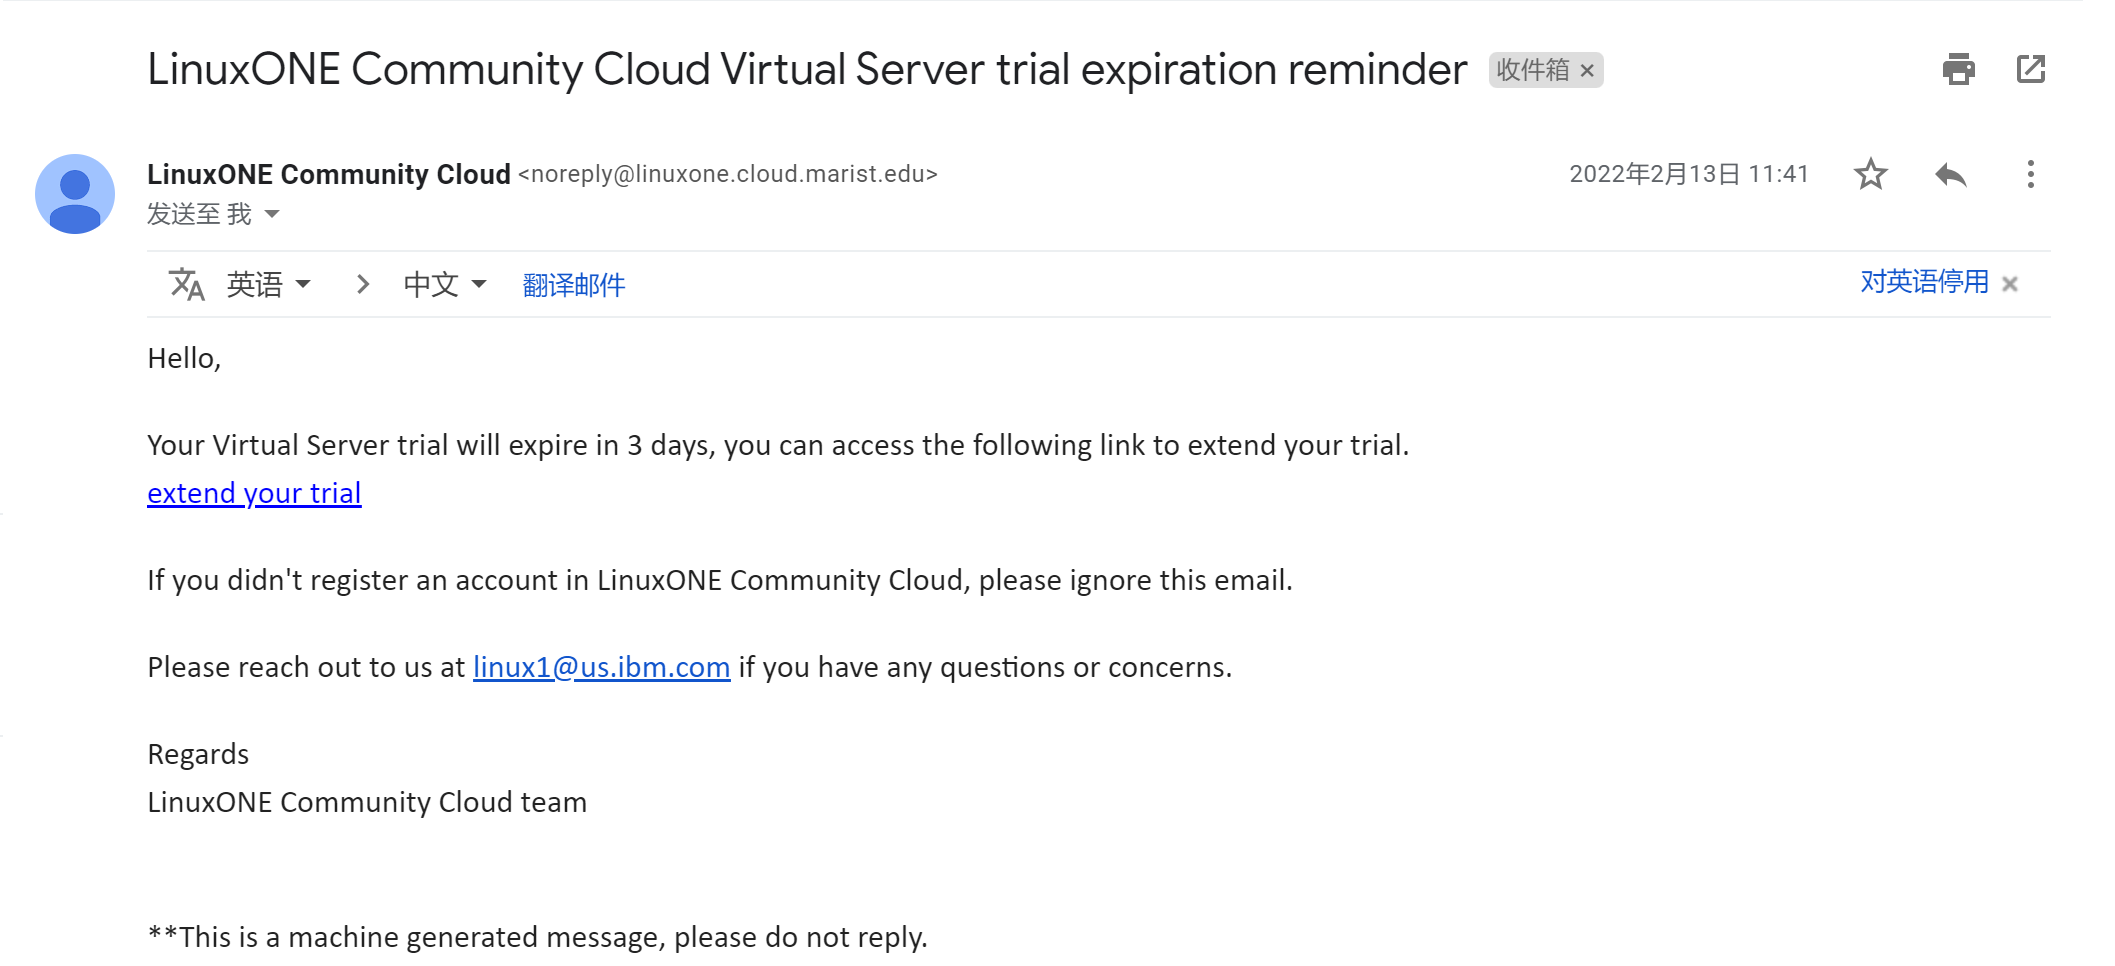 LinuxONE Community Cloud Virtual Server trial expiration reminder 收件箱 ×
LinuxONE Community Cloud <noreply@linuxone.cloud.marist.edu> 2022年2月13日 11:41
发送至 我
英语 > 中文 翻译邮件 对英语停用 ×
Hello,
Your Virtual Server trial will expire in 3 days, you can access the following link to extend your trial.
extend your trial
If you didn't register an account in LinuxONE Community Cloud, please ignore this email.
Please reach out to us at linux1@us.ibm.com if you have any questions or concerns.
Regards
LinuxONE Community Cloud team
**This is a machine generated message, please do not reply.